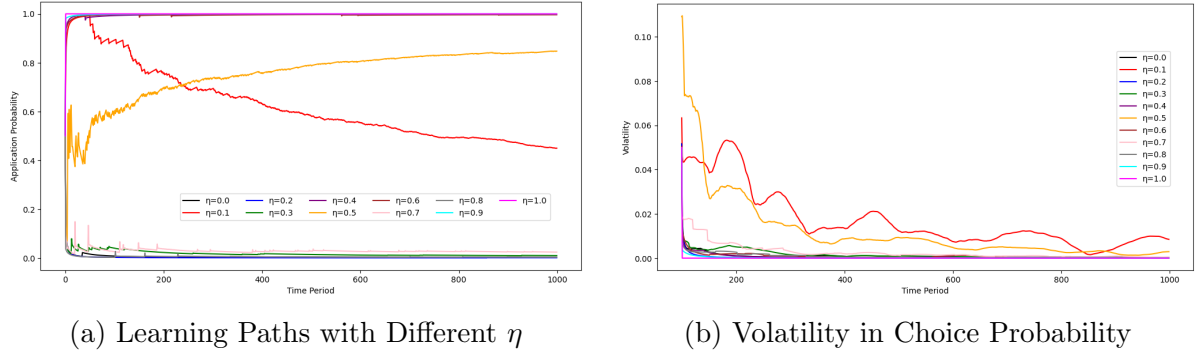 1.0
0.8
0.6
0.4
0.2
0.0
Application Probability
0
200
400
600
800
1000
Time Period
η=0.0
η=0.2
η=0.4
η=0.6
η=0.8
η=1.0
η=0.1
η=0.3
η=0.5
η=0.7
η=0.9
0.10
0.08
0.06
0.04
0.02
0.00
Volatility
200
400
600
800
1000
Time Period
η=0.0
η=0.1
η=0.2
η=0.3
η=0.4
η=0.5
η=0.6
η=0.7
η=0.8
η=0.9
η=1.0
(a) Learning Paths with Different η
(b) Volatility in Choice Probability